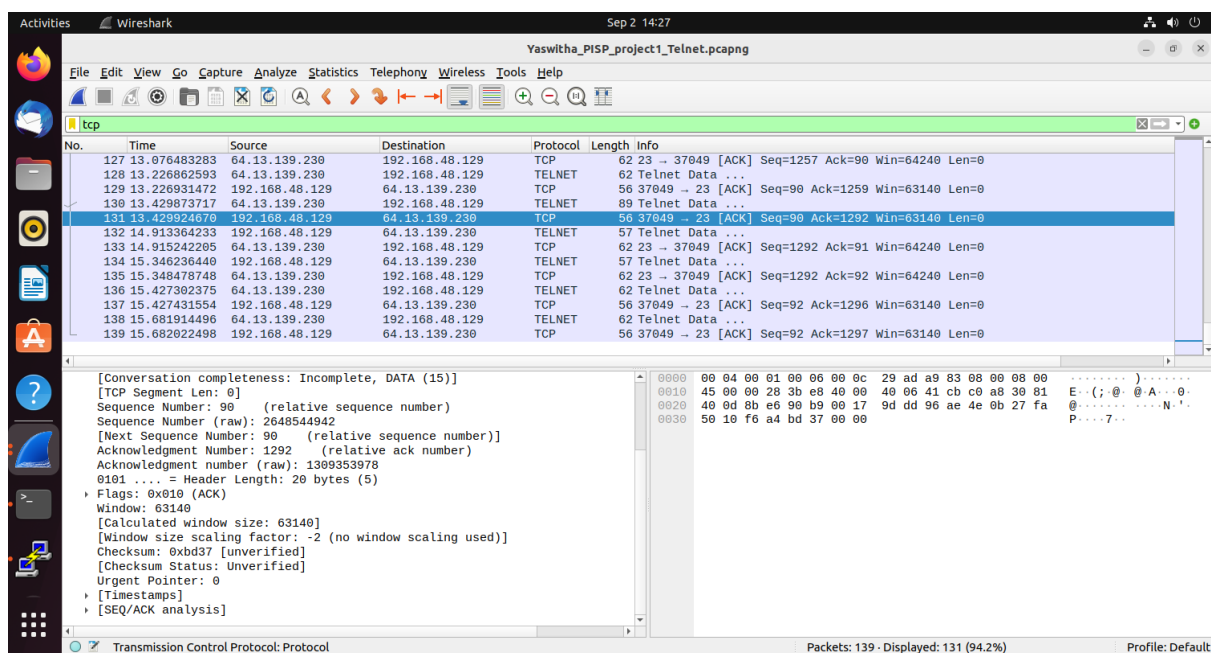 Activities Wireshark Sep 2 14:27
Yaswitha_PISP_project1_Telnet.pcapng
File Edit View Go Capture Analyze Statistics Telephony Wireless Tools Help
tcp
No. Time Source Destination Protocol Length Info
127 13.076483283 64.13.139.230 192.168.48.129 TCP 62 23 → 37049 [ACK] Seq=1257 Ack=90 Win=64240 Len=0
128 13.226862593 64.13.139.230 192.168.48.129 TELNET 62 Telnet Data ...
129 13.226931472 192.168.48.129 64.13.139.230 TCP 56 37049 → 23 [ACK] Seq=90 Ack=1259 Win=63140 Len=0
130 13.429873717 64.13.139.230 192.168.48.129 TELNET 89 Telnet Data ...
131 13.429924670 192.168.48.129 64.13.139.230 TCP 56 37049 → 23 [ACK] Seq=90 Ack=1292 Win=63140 Len=0
132 14.913364233 192.168.48.129 64.13.139.230 TELNET 57 Telnet Data ...
133 14.915242205 64.13.139.230 192.168.48.129 TCP 62 23 → 37049 [ACK] Seq=1292 Ack=91 Win=64240 Len=0
134 15.346236440 192.168.48.129 64.13.139.230 TELNET 57 Telnet Data ...
135 15.348478748 64.13.139.230 192.168.48.129 TCP 62 23 → 37049 [ACK] Seq=1292 Ack=92 Win=64240 Len=0
136 15.427302375 64.13.139.230 192.168.48.129 TELNET 62 Telnet Data ...
137 15.427431554 192.168.48.129 64.13.139.230 TCP 56 37049 → 23 [ACK] Seq=92 Ack=1296 Win=63140 Len=0
138 15.681914496 64.13.139.230 192.168.48.129 TELNET 62 Telnet Data ...
139 15.682022498 192.168.48.129 64.13.139.230 TCP 56 37049 → 23 [ACK] Seq=92 Ack=1297 Win=63140 Len=0
[Conversation completeness: Incomplete, DATA (15)]
[TCP Segment Len: 0]
Sequence Number: 90 (relative sequence number)
Sequence Number (raw): 2648544942
[Next Sequence Number: 90 (relative sequence number)]
Acknowledgment Number: 1292 (relative ack number)
Acknowledgment number (raw): 1309353978
0101 .... = Header Length: 20 bytes (5)
Flags: 0x010 (ACK)
Window: 63140
[Calculated window size: 63140]
[Window size scaling factor: -2 (no window scaling used)]
Checksum: 0xbd37 [unverified]
[Checksum Status: Unverified]
Urgent Pointer: 0
[Timestamps]
[SEQ/ACK analysis]
0000 00 04 00 01 00 06 00 0c 29 ad a9 83 08 00 08 00 ········ )·······
0010 45 00 00 28 3b e8 40 00 40 06 41 cb c0 a8 30 81 E··(;·@· @·A···0·
0020 40 0d 8b e6 90 b9 00 17 9d dd 96 ae 4e 0b 27 fa @······· ····N·'·
0030 50 10 f6 a4 bd 37 00 00 P····7··
Transmission Control Protocol: Protocol Packets: 139 · Displayed: 131 (94.2%) Profile: Default